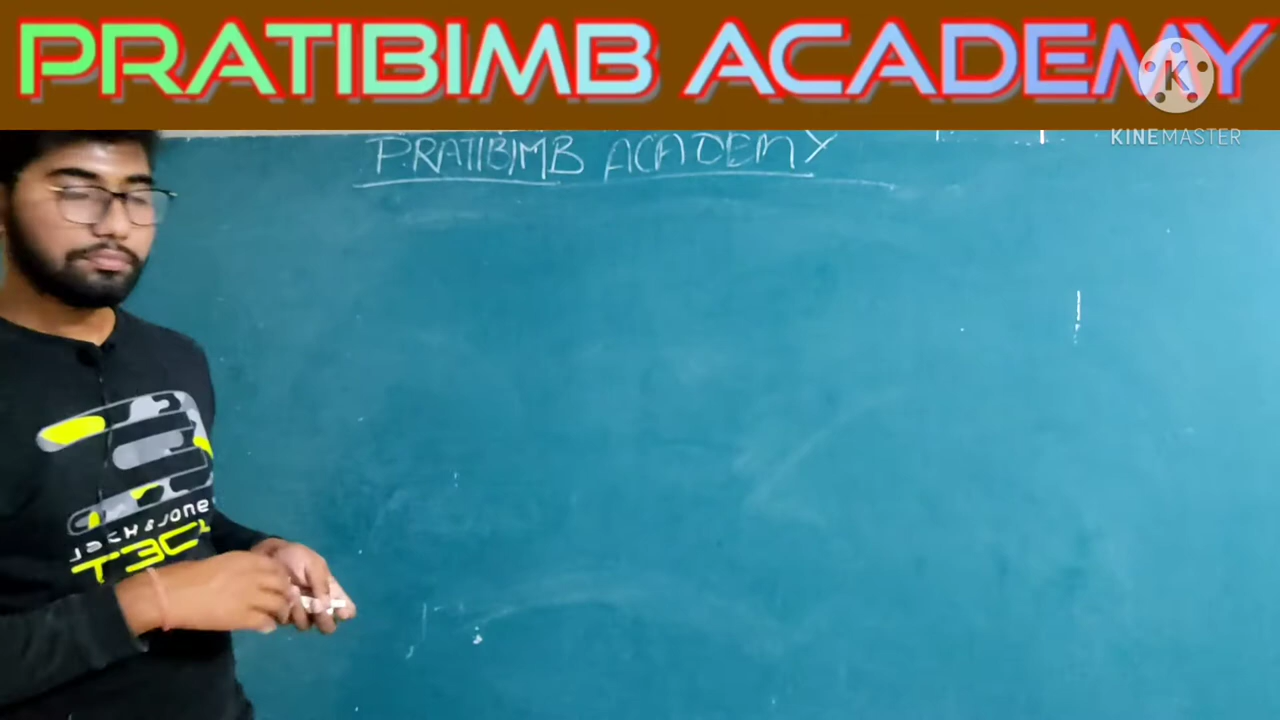 PRATIBIMB ACADEMY
K
KINEMASTER
PRATIBIMB ACADEMY
JACK & JONES